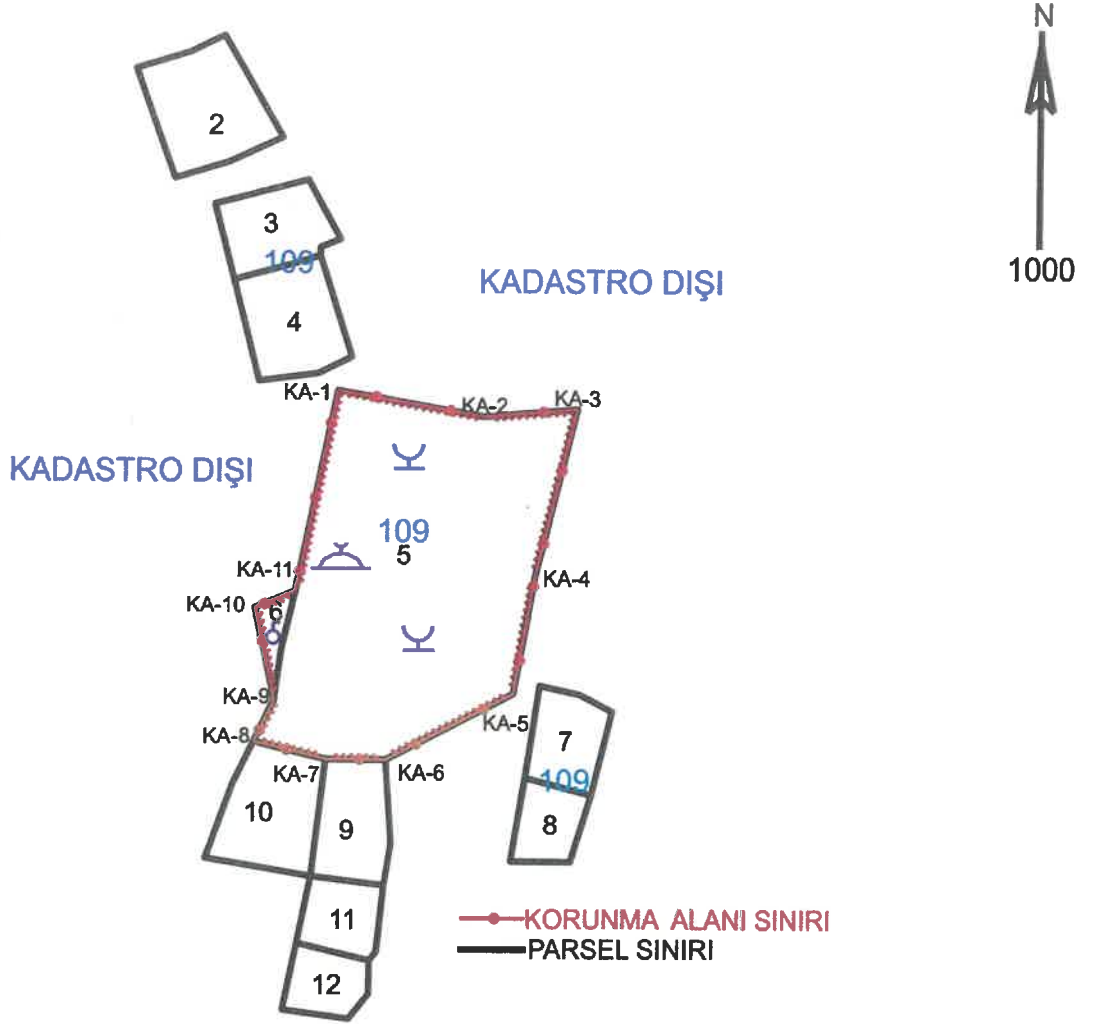 N
2
3
109
1000
KADASTRO DIŞI
4
KA-1
KA-2
KA-3
KADASTRO DIŞI
109
5
KA-11
KA-4
KA-10
6
KA-9
KA-5
KA-8
7
KA-7
KA-6
109
10
9
8
11
KORUNMA ALANI SINIRI
PARSEL SINIRI
12